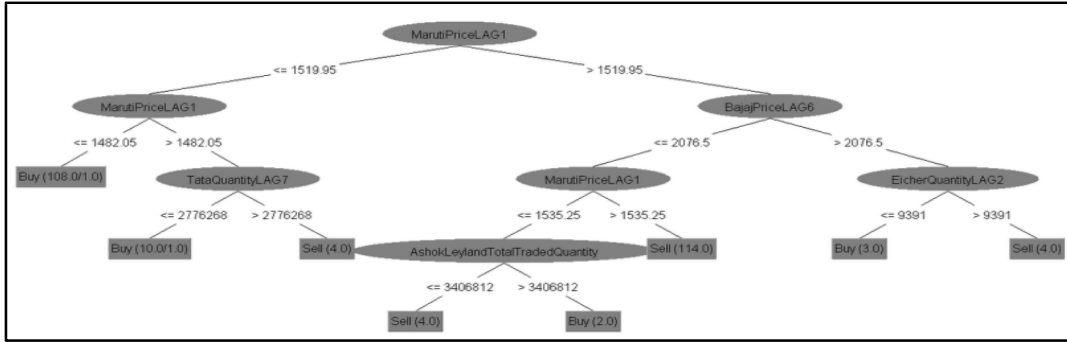 MarutiPriceLAG1
<= 1519.95 > 1519.95
MarutiPriceLAG1 BajajPriceLAG6
<= 1482.05 > 1482.05 <= 2076.5 > 2076.5
Buy (108.0/1.0) TataQuantityLAG7 MarutiPriceLAG1 EicherQuantityLAG2
<= 2776268 > 2776268 <= 1535.25 > 1535.25 <= 9391 > 9391
Buy (10.0/1.0) Sell (4.0) AshokLeylandTotalTradedQuantity Sell (114.0) Buy (3.0) Sell (4.0)
<= 3406812 > 3406812
Sell (4.0) Buy (2.0)